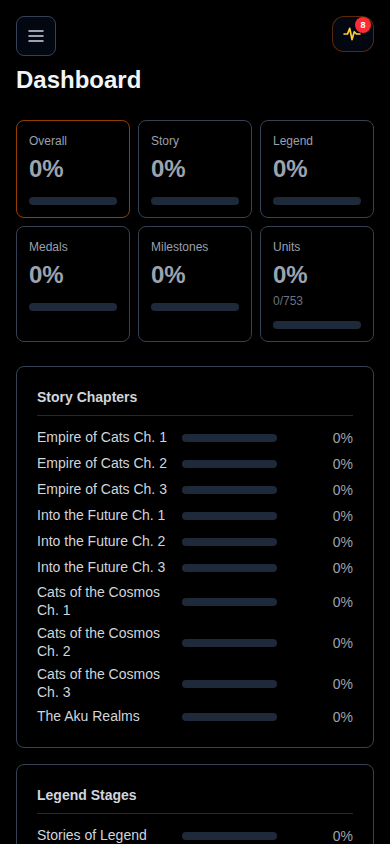 8
Dashboard
Overall
0%
Story
0%
Legend
0%
Medals
0%
Milestones
0%
Units
0%
0/753
Story Chapters
Empire of Cats Ch. 1 0%
Empire of Cats Ch. 2 0%
Empire of Cats Ch. 3 0%
Into the Future Ch. 1 0%
Into the Future Ch. 2 0%
Into the Future Ch. 3 0%
Cats of the Cosmos
Ch. 1 0%
Cats of the Cosmos
Ch. 2 0%
Cats of the Cosmos
Ch. 3 0%
The Aku Realms 0%
Legend Stages
Stories of Legend 0%